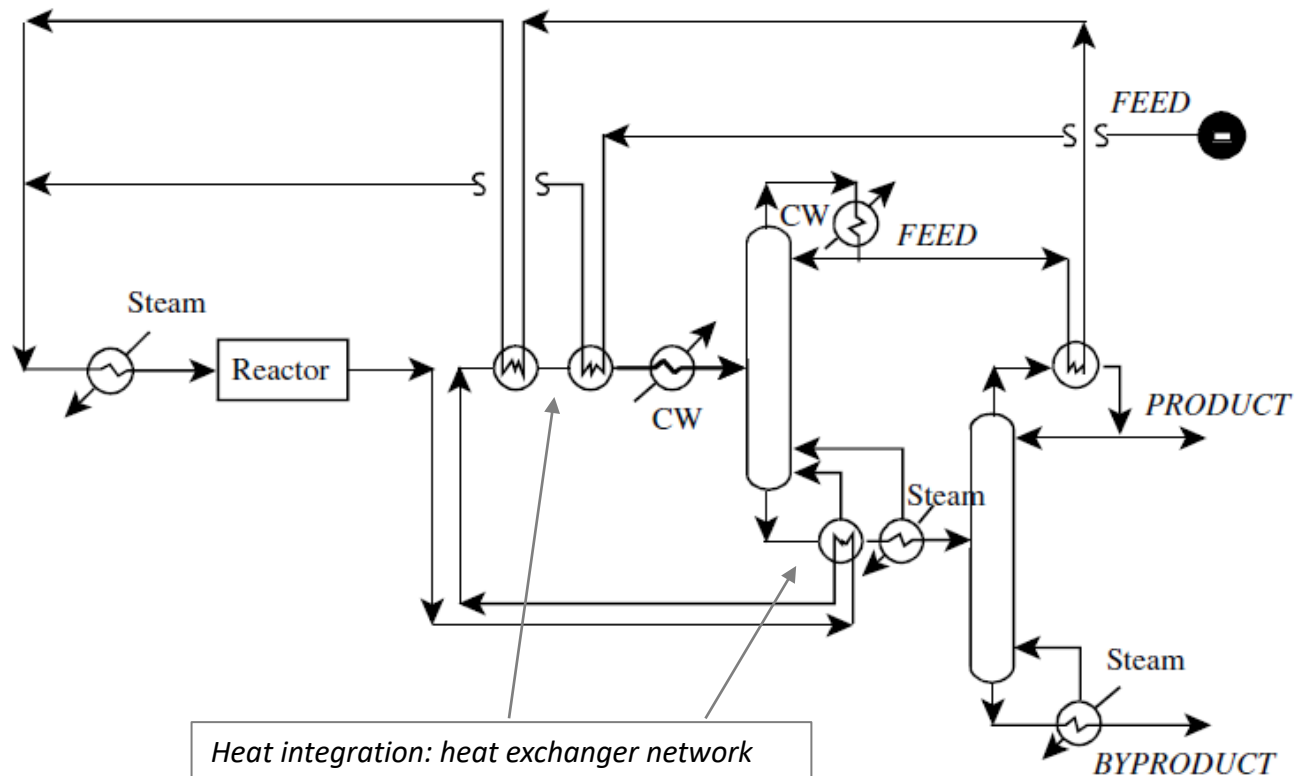 FEED
CW
FEED
Steam
Reactor
CW
PRODUCT
Steam
Steam
BYPRODUCT
Heat integration: heat exchanger network